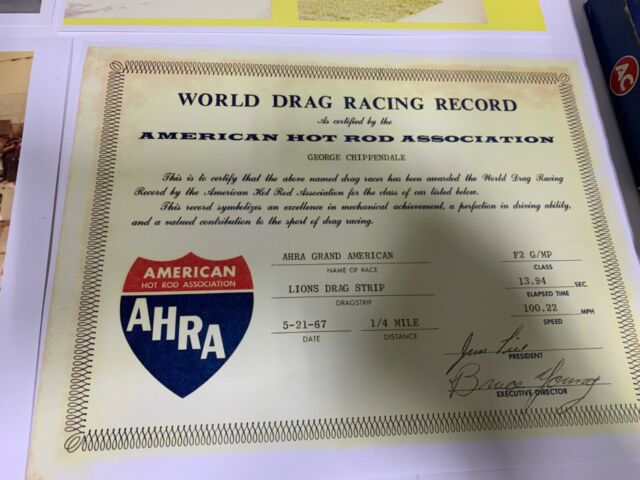 WORLD DRAG RACING RECORD
As certified by the
AMERICAN HOT ROD ASSOCIATION
GEORGE CHIPPENDALE
This is to certify that the above named drag racer has been awarded the World Drag Racing
Record by the American Hot Rod Association for the class of car listed below.
This record symbolizes an excellence in mechanical achievement, a perfection in driving ability,
and a valued contribution to the sport of drag racing.
AMERICAN
HOT ROD ASSOCIATION
AHRA
AHRA GRAND AMERICAN
NAME OF RACE
F2 G/MP
CLASS
LIONS DRAG STRIP
DRAGSTRIP
13.94 SEC.
ELAPSED TIME
5-21-67
DATE
1/4 MILE
DISTANCE
100.22 MPH
SPEED
Jim Tice
PRESIDENT
Bruce Young
EXECUTIVE DIRECTOR
AC